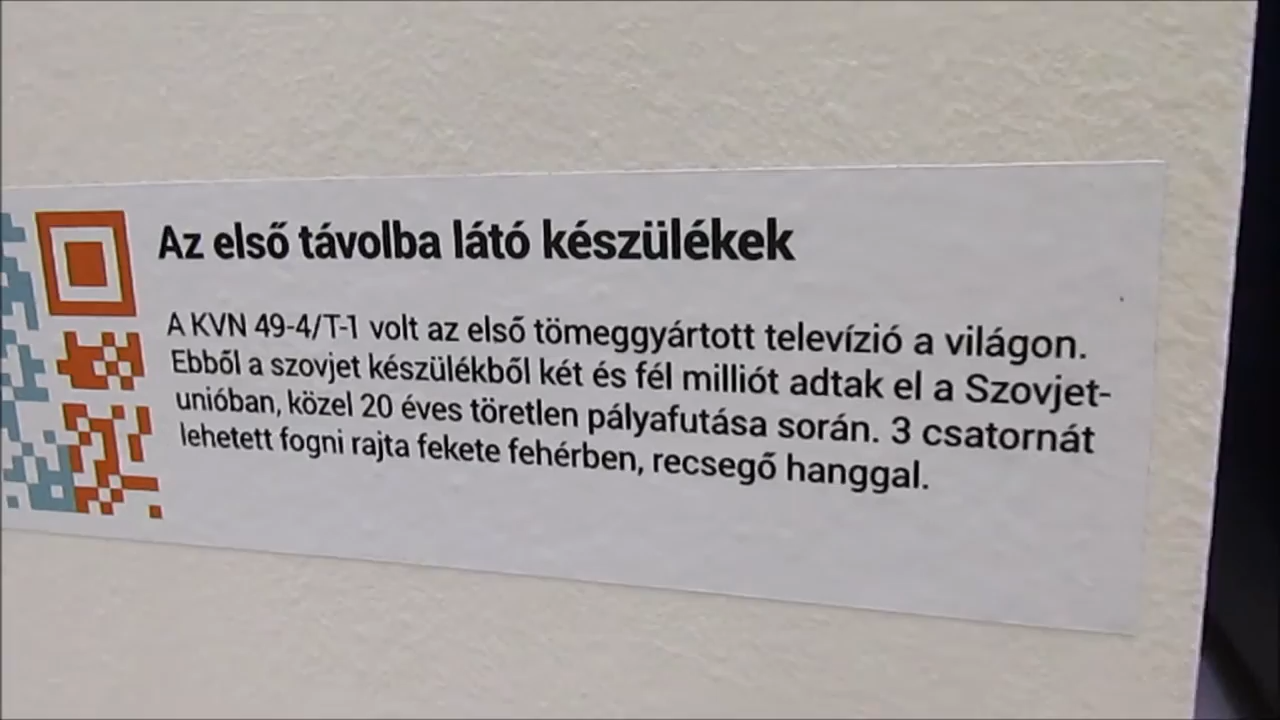 Az első távolba látó készülékek
A KVN 49-4/T-1 volt az első tömeggyártott televízió a világon.
Ebből a szovjet készülékből két és fél milliót adtak el a Szovjet-
unióban, közel 20 éves töretlen pályafutása során. 3 csatornát
lehetett fogni rajta fekete fehérben, recsegő hanggal.